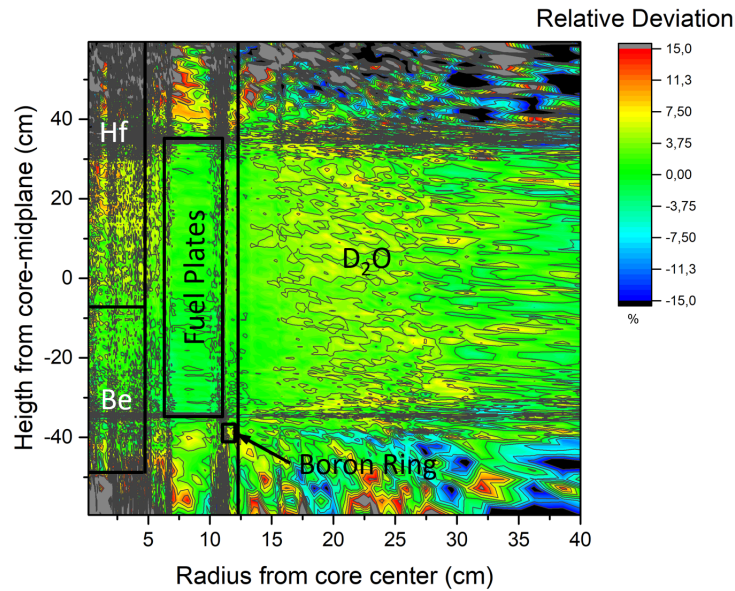 Relative Deviation
15,0
11,3
7,50
3,75
0,00
-3,75
-7,50
-11,3
-15,0
%
Heigth from core-midplane (cm)
40
20
0
-20
-40
Hf
Fuel Plates
D₂O
Be
Boron Ring
5 10 15 20 25 30 35 40
Radius from core center (cm)